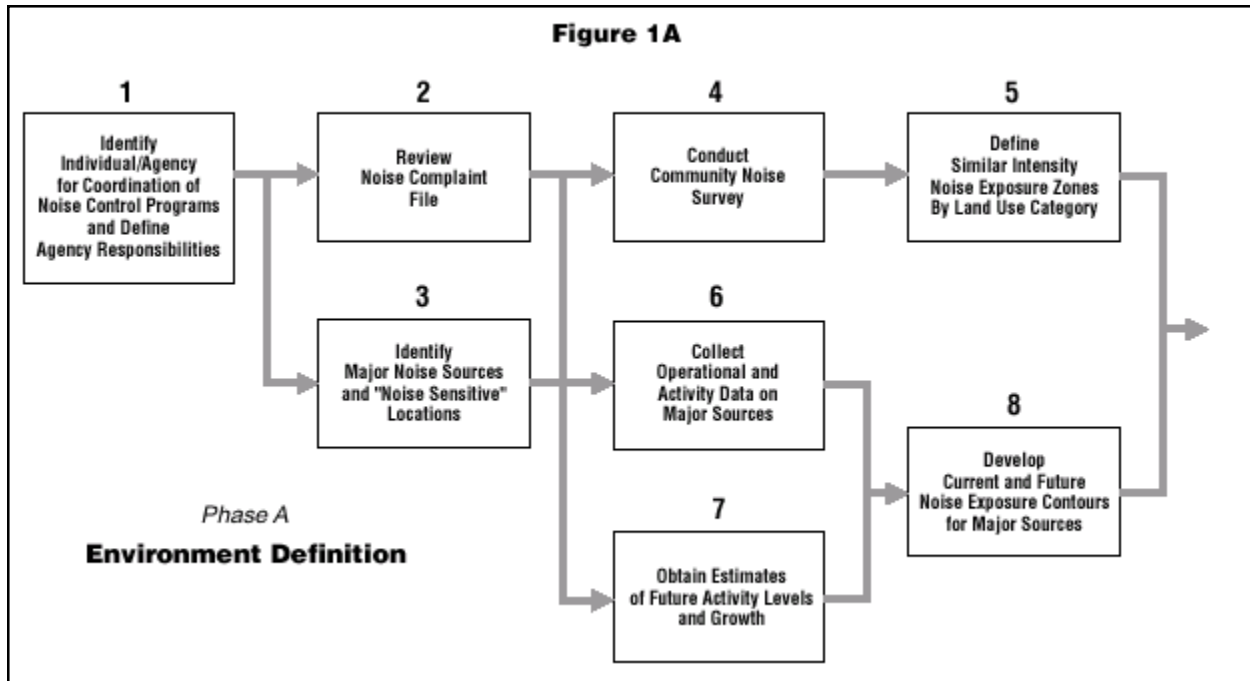 Figure 1A
1
Identify
Individual/Agency
for Coordination of
Noise Control Programs
and Define
Agency Responsibilities
2
Review
Noise Complaint
File
4
Conduct
Community Noise
Survey
5
Define
Similar Intensity
Noise Exposure Zones
By Land Use Category
3
Identify
Major Noise Sources
and "Noise Sensitive"
Locations
6
Collect
Operational and
Activity Data on
Major Sources
7
Obtain Estimates
of Future Activity Levels
and Growth
8
Develop
Current and Future
Noise Exposure Contours
for Major Sources
Phase A
Environment Definition